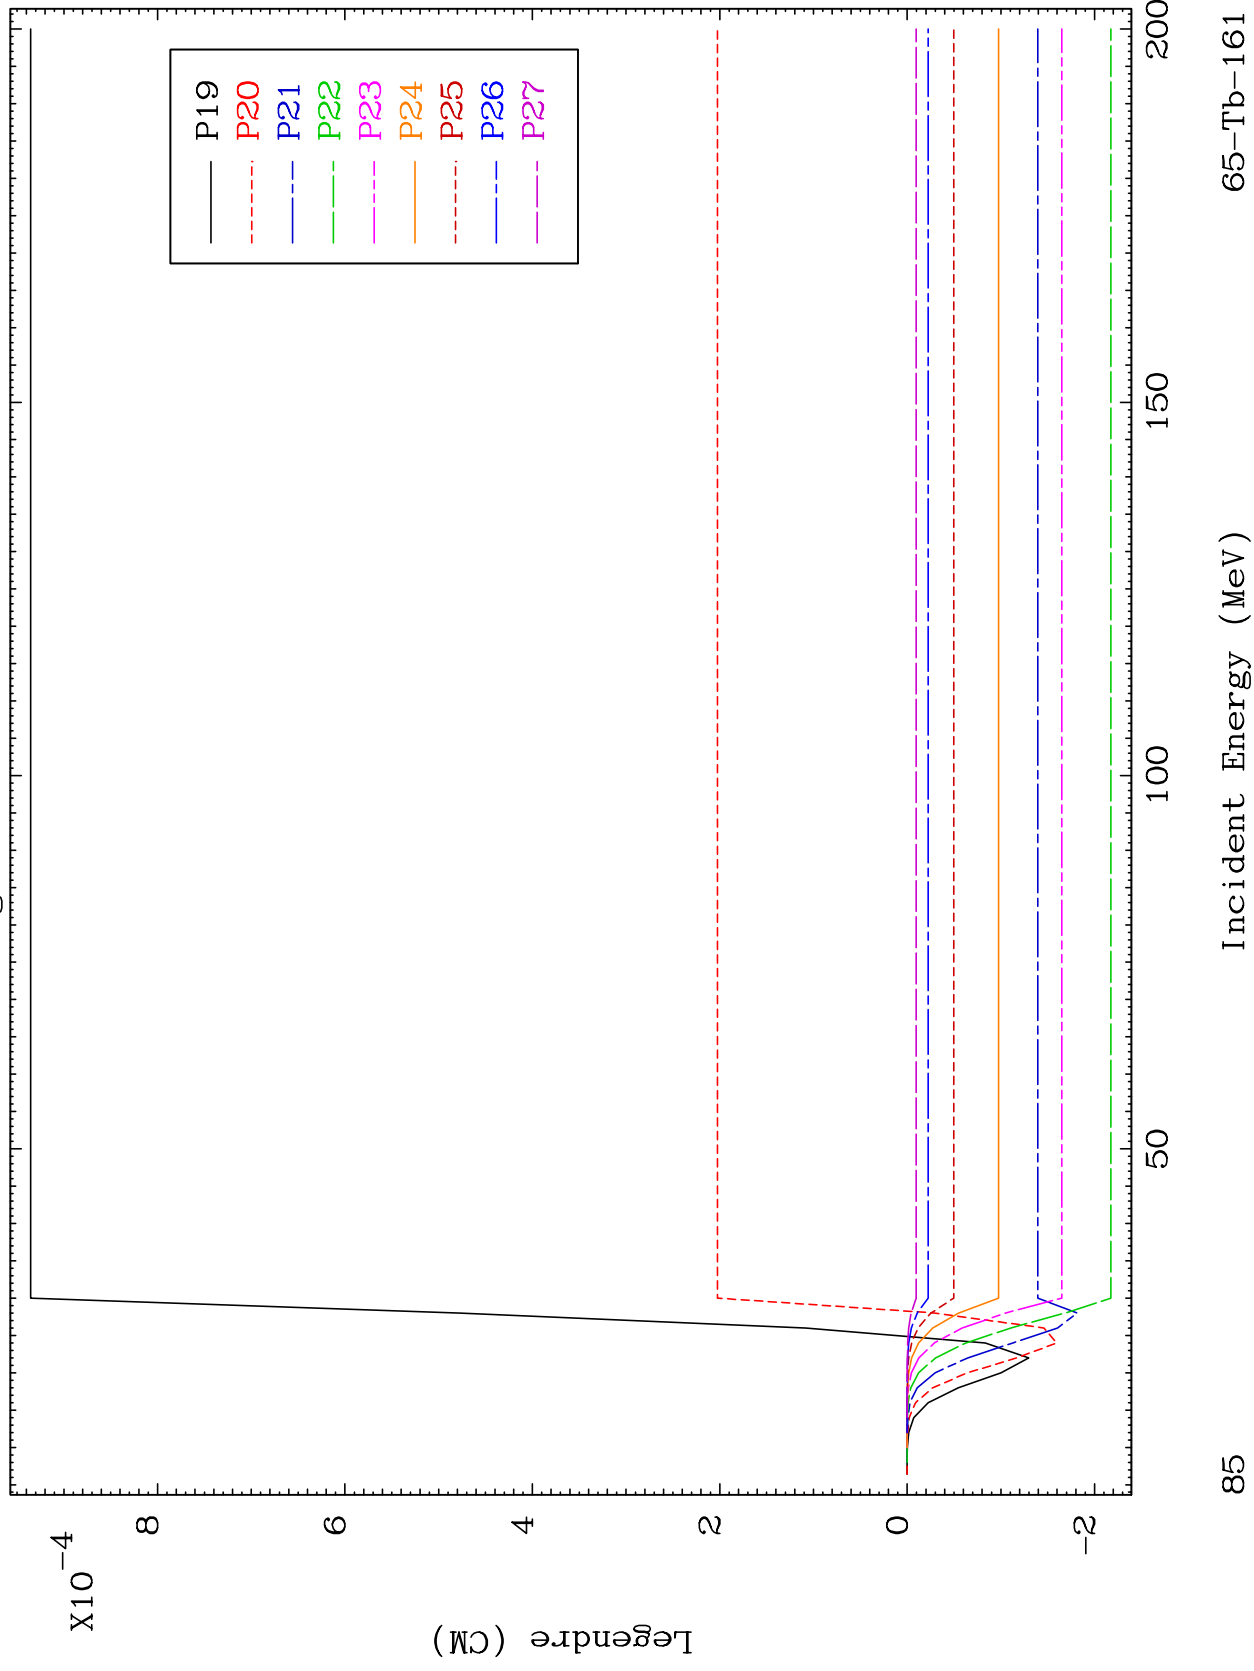 X10-4
8
6
4
2
0
-2
Legendre (CM)
P19
P20
P21
P22
P23
P24
P25
P26
P27
50
100
150
200
Incident Energy (MeV)
85
65-Tb-161